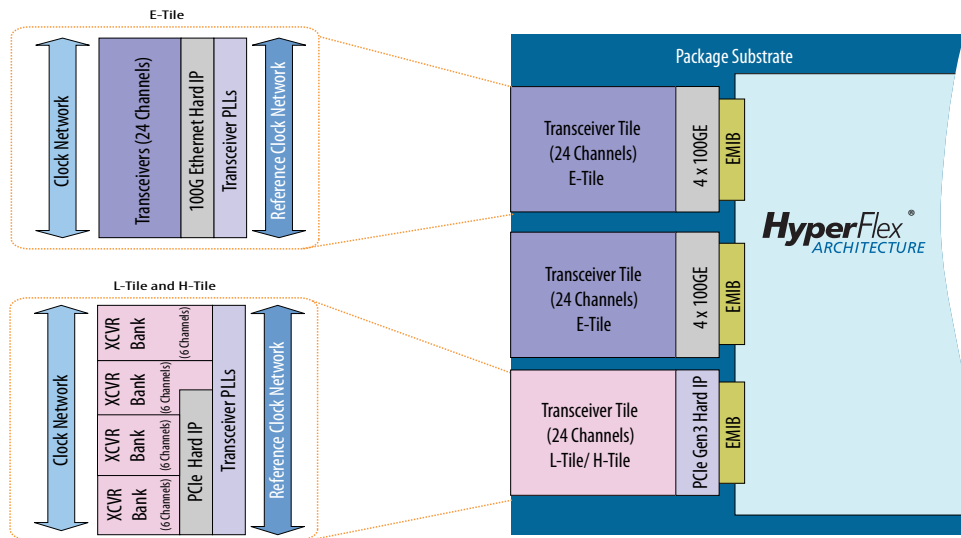 E-Tile
Clock Network
Transceivers (24 Channels)
100G Ethernet Hard IP
Transceiver PLLs
Reference Clock Network
L-Tile and H-Tile
Clock Network
XCVR
Bank
(6 Channels)
XCVR
Bank
(6 Channels)
XCVR
Bank
(6 Channels)
XCVR
Bank
(6 Channels)
PCIe Hard IP
Transceiver PLLs
Reference Clock Network
Package Substrate
Transceiver Tile
(24 Channels)
E-Tile
4 x 100GE
EMIB
Transceiver Tile
(24 Channels)
E-Tile
4 x 100GE
EMIB
Transceiver Tile
(24 Channels)
L-Tile/ H-Tile
PCIe Gen3 Hard IP
EMIB
HyperFlex®
ARCHITECTURE